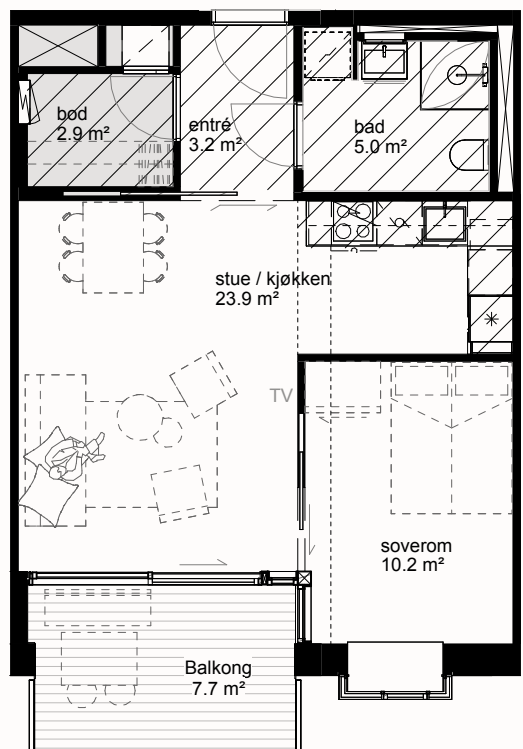 bod
2.9 m²
entré
3.2 m²
bad
5.0 m²
stue / kjøkken
23.9 m²
TV
soverom
10.2 m²
Balkong
7.7 m²